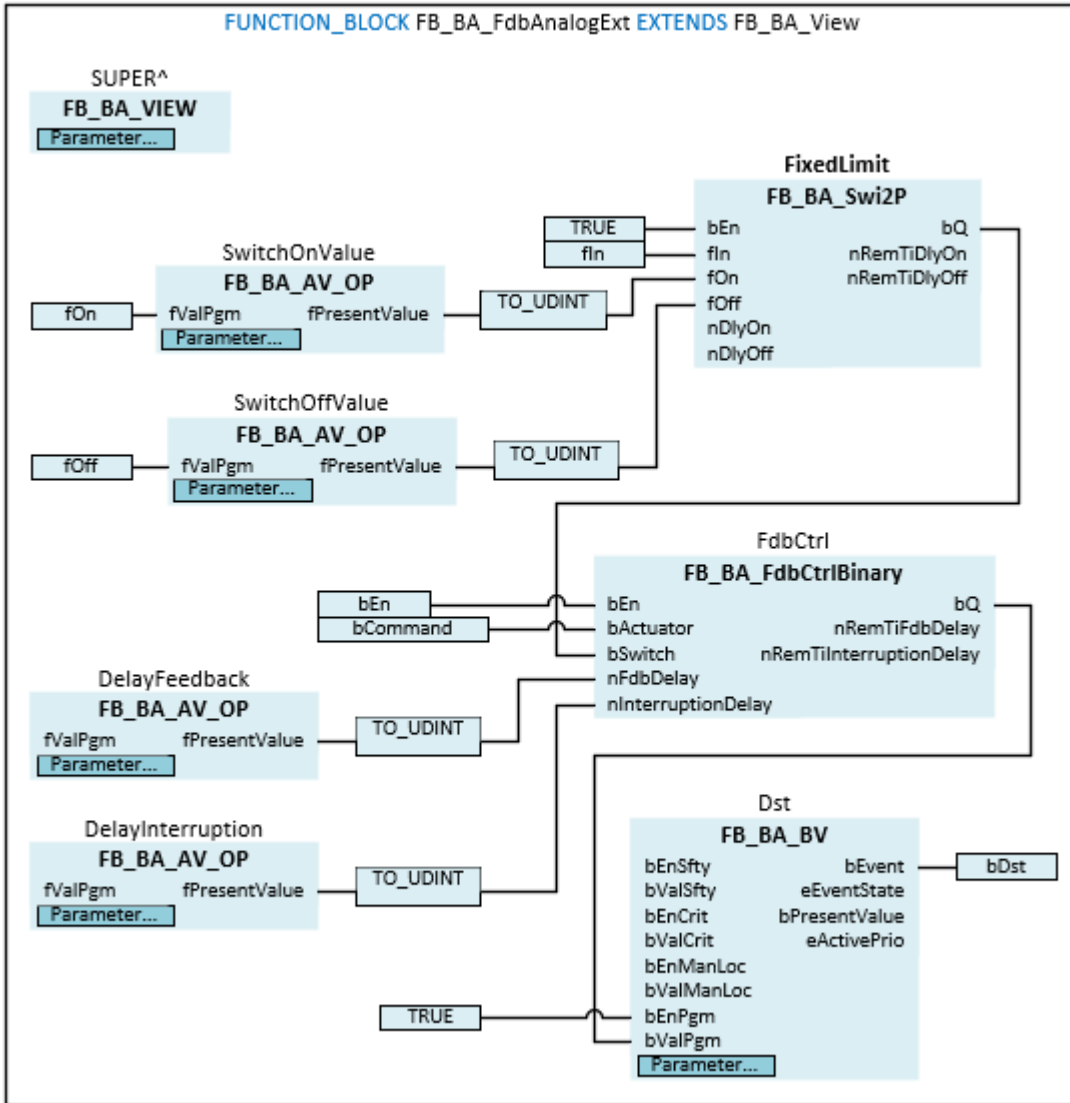 FUNCTION_BLOCK FB_BA_FdbAnalogExt EXTENDS FB_BA_View
SUPER^
FB_BA_VIEW
Parameter...
FixedLimit
FB_BA_Swi2P
TRUE
bEn
bQ
fIn
fIn
nRemTiDlyOn
fOn
nRemTiDlyOff
fOff
nDlyOn
nDlyOff
SwitchOnValue
FB_BA_AV_OP
fOn
fValPgm
fPresentValue
TO_UDINT
Parameter...
SwitchOffValue
FB_BA_AV_OP
fOff
fValPgm
fPresentValue
TO_UDINT
Parameter...
FdbCtrl
FB_BA_FdbCtrlBinary
bEn
bEn
bQ
bCommand
bActuator
nRemTiFdbDelay
bSwitch
nRemTiInterruptionDelay
nFdbDelay
nInterruptionDelay
DelayFeedback
FB_BA_AV_OP
fValPgm
fPresentValue
TO_UDINT
Parameter...
DelayInterruption
FB_BA_AV_OP
fValPgm
fPresentValue
TO_UDINT
Parameter...
Dst
FB_BA_BV
bEnSfty
bEvent
bDst
bValSfty
eEventState
bEnCrit
bPresentValue
bValCrit
eActivePrio
bEnManLoc
bValManLoc
TRUE
bEnPgm
bValPgm
Parameter...